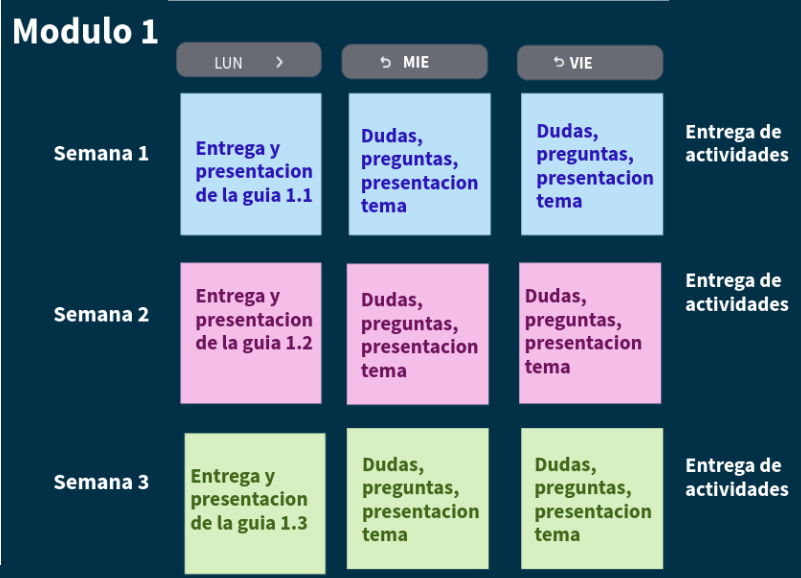 Modulo 1
LUN
MIE
VIE
Semana 1
Entrega y
presentacion
de la guia 1.1
Dudas,
preguntas,
presentacion
tema
Dudas,
preguntas,
presentacion
tema
Entrega de
actividades
Semana 2
Entrega y
presentacion
de la guia 1.2
Dudas,
preguntas,
presentacion
tema
Dudas,
preguntas,
presentacion
tema
Entrega de
actividades
Semana 3
Entrega y
presentacion
de la guia 1.3
Dudas,
preguntas,
presentacion
tema
Dudas,
preguntas,
presentacion
tema
Entrega de
actividades